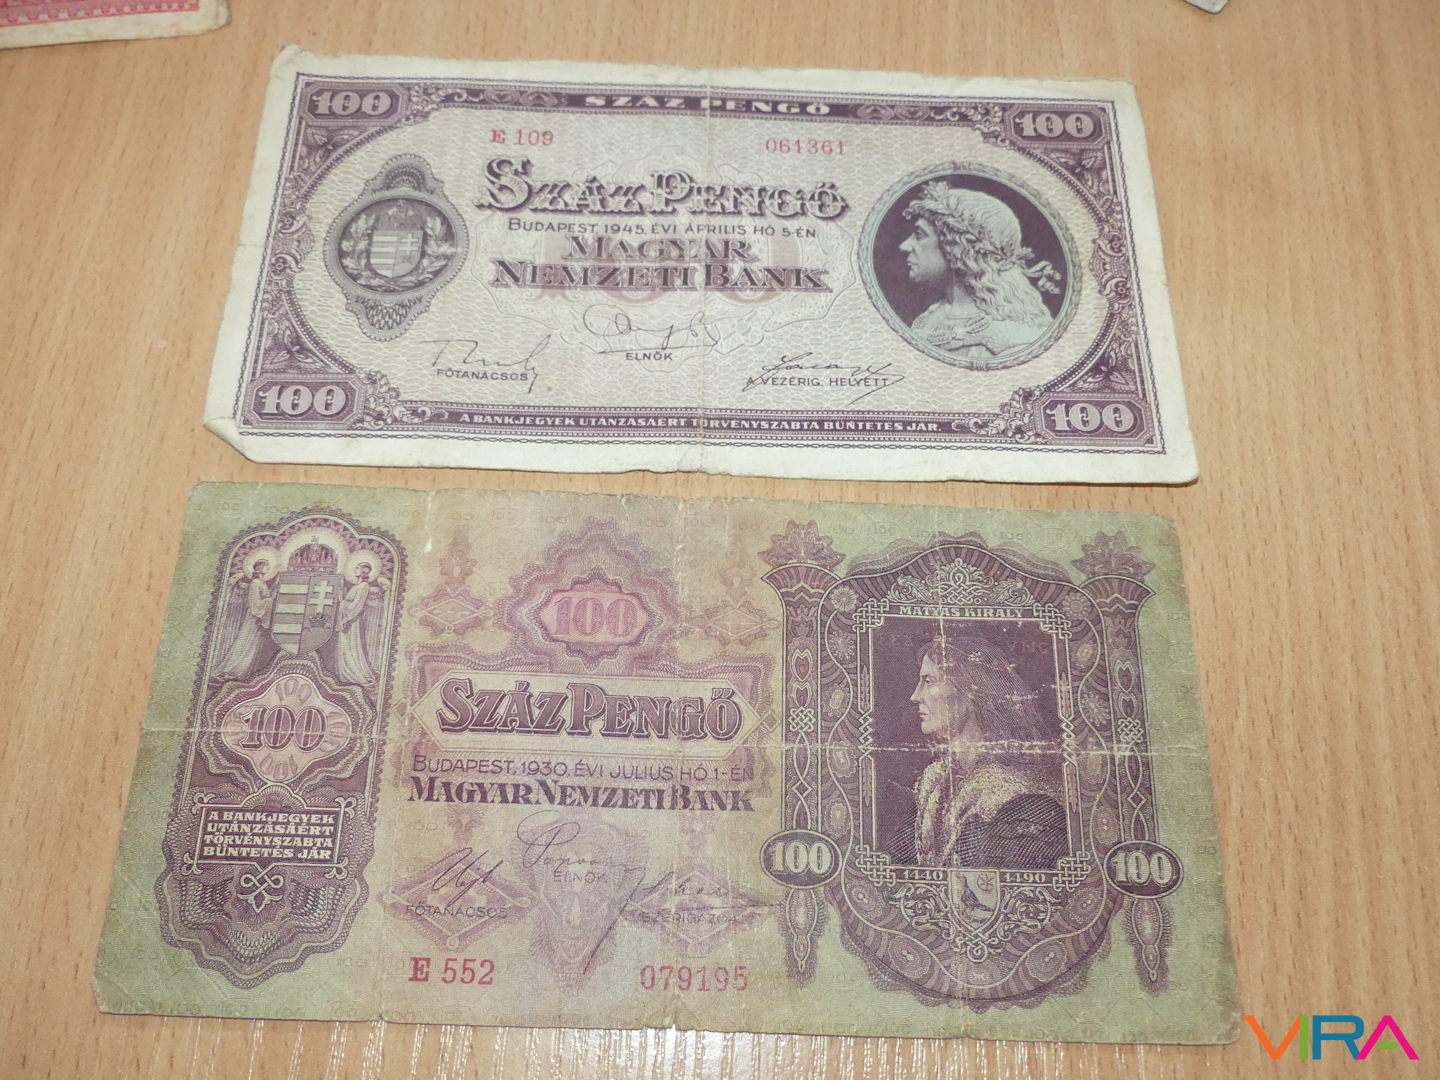 100
SZÁZ PENGŐ
100
E 109
061361
SZÁZ PENGŐ
BUDAPEST, 1945. ÉVI ÁPRILIS HÓ 5-ÉN
MAGYAR
NEMZETI BANK
FŐTANÁCSOS
ELNÖK
A VEZÉRIG. HELYETT
100
A BANKJEGYEK UTÁNZÁSÁÉRT TÖRVÉNYSZABTA BÜNTETÉS JÁR.
100
100
MÁTYÁS KIRÁLY
100
SZÁZ PENGŐ
BUDAPEST, 1930. ÉVI JULIUS HÓ 1-ÉN
MAGYAR NEMZETI BANK
A BANKJEGYEK
UTÁNZÁSÁÉRT
TÖRVÉNYSZABTA
BÜNTETÉS JÁR
100
100
1440 1490
ELNÖK
FŐTANÁCSOS
VEZÉRIGAZGATÓ
E 552
079195
VIRA